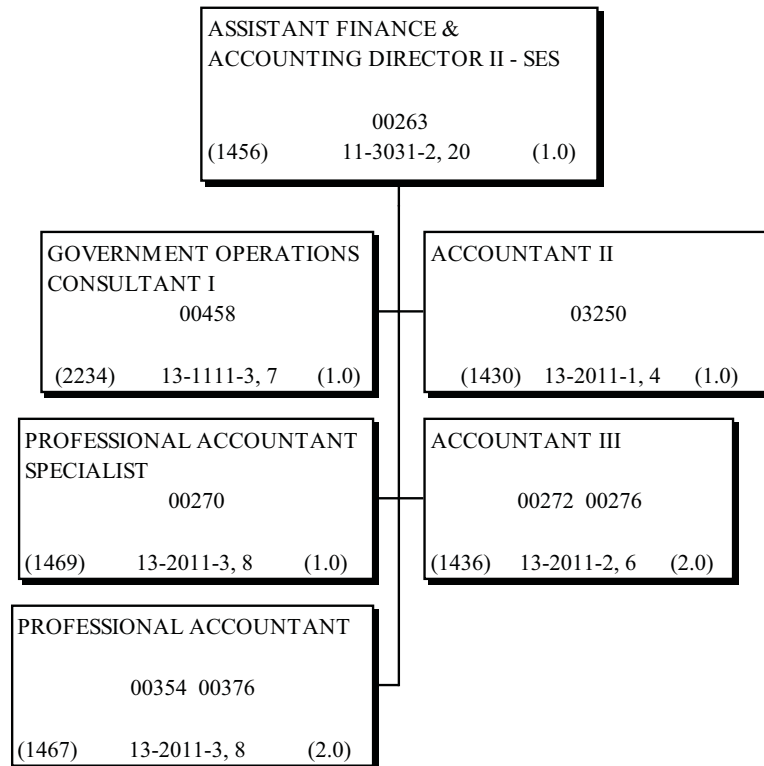 ASSISTANT FINANCE &
ACCOUNTING DIRECTOR II - SES
00263
(1456) 11-3031-2, 20 (1.0)
GOVERNMENT OPERATIONS
CONSULTANT I
00458
(2234) 13-1111-3, 7 (1.0)
ACCOUNTANT II
03250
(1430) 13-2011-1, 4 (1.0)
PROFESSIONAL ACCOUNTANT
SPECIALIST
00270
(1469) 13-2011-3, 8 (1.0)
ACCOUNTANT III
00272 00276
(1436) 13-2011-2, 6 (2.0)
PROFESSIONAL ACCOUNTANT
00354 00376
(1467) 13-2011-3, 8 (2.0)